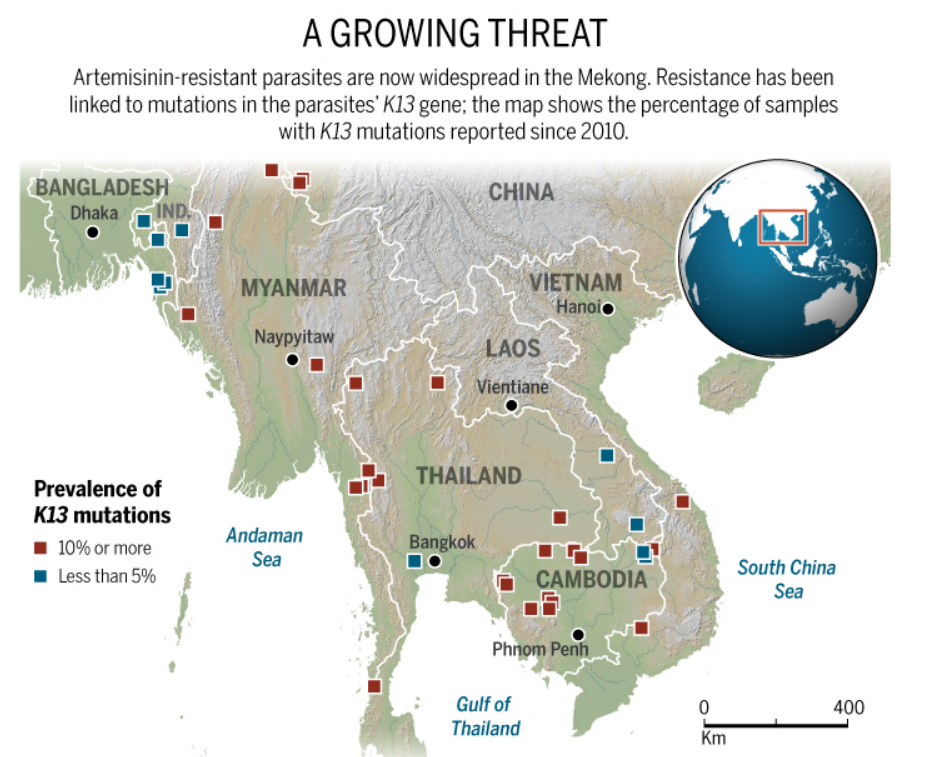 A GROWING THREAT
Artemisinin-resistant parasites are now widespread in the Mekong. Resistance has been
linked to mutations in the parasites' K13 gene; the map shows the percentage of samples
with K13 mutations reported since 2010.
BANGLADESH
Dhaka
IND.
CHINA
MYANMAR
VIETNAM
Hanoi
Naypyitaw
LAOS
Vientiane
THAILAND
Prevalence of
K13 mutations
10% or more
Less than 5%
Andaman
Sea
Bangkok
CAMBODIA
South China
Sea
Phnom Penh
Gulf of
Thailand
0 400
Km